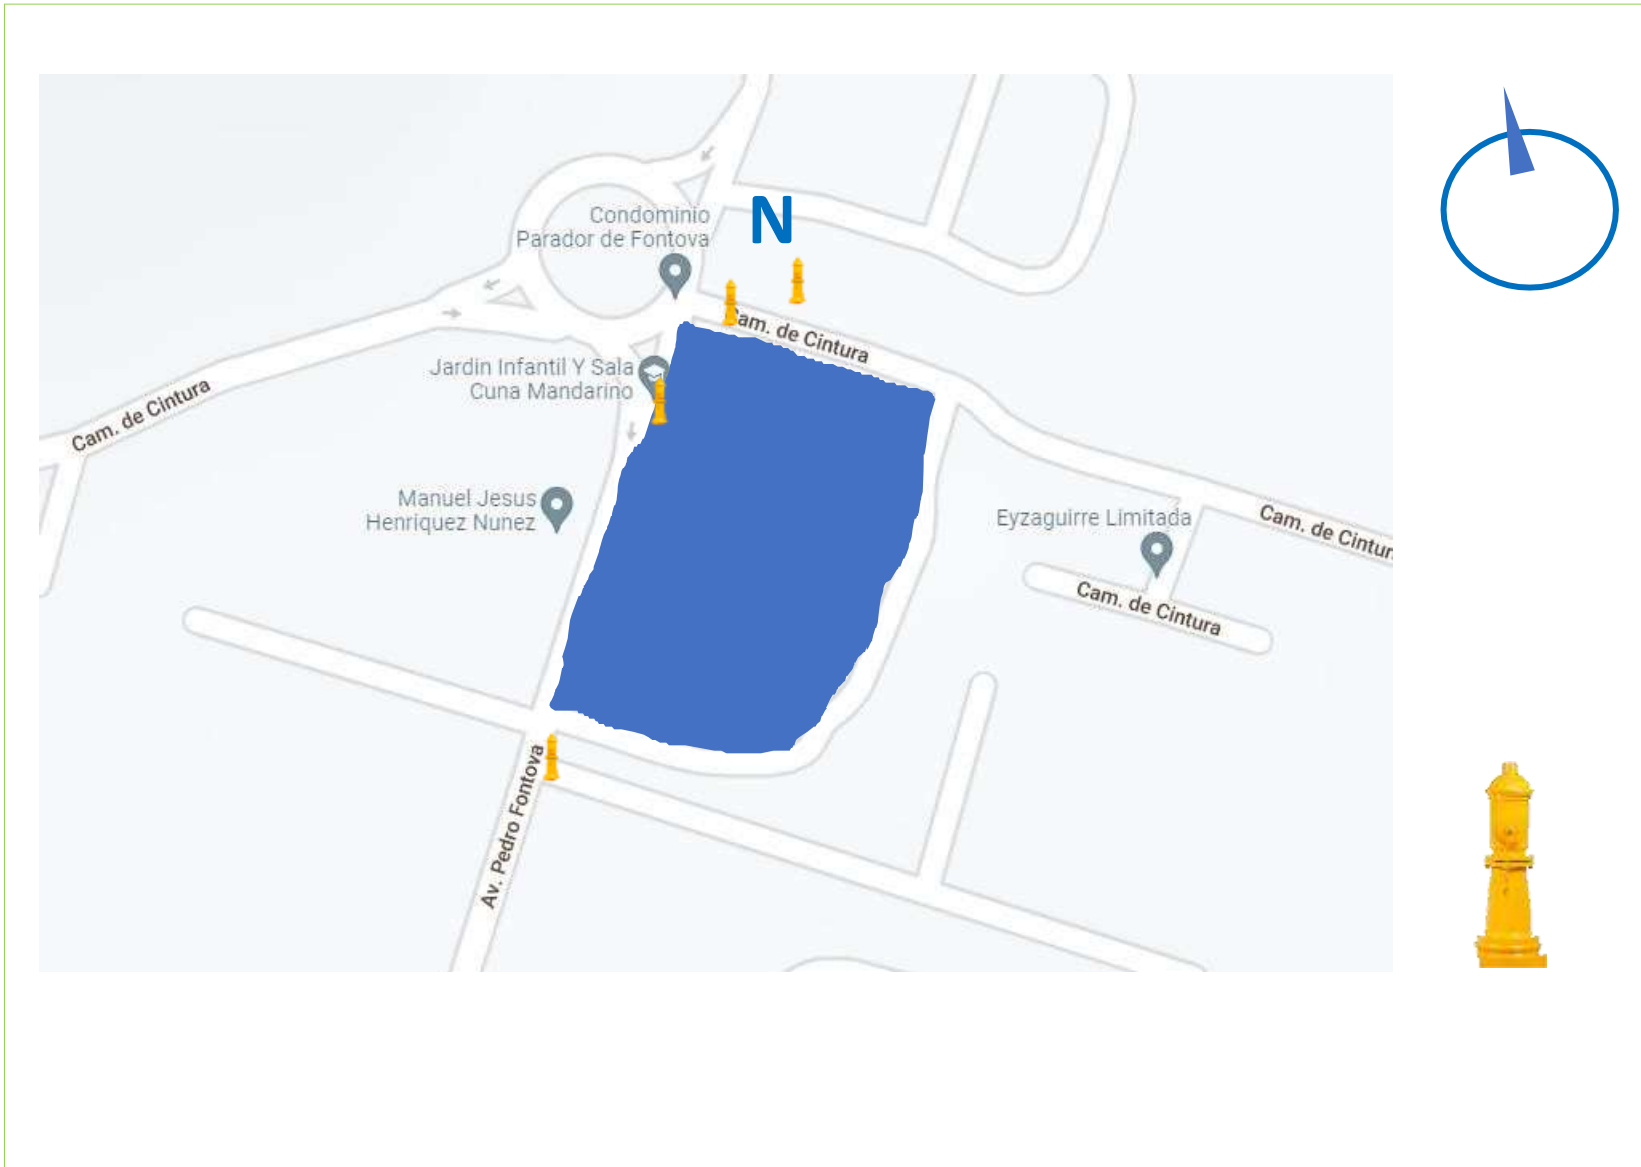 N
Condominio
Parador de Fontova
Cam. de Cintura
Jardin Infantil Y Sala
Cuna Mandarino
Cam. de Cintura
Manuel Jesus
Henriquez Nunez
Eyzaguirre Limitada
Cam. de Cintur
Cam. de Cintura
Av. Pedro Fontova